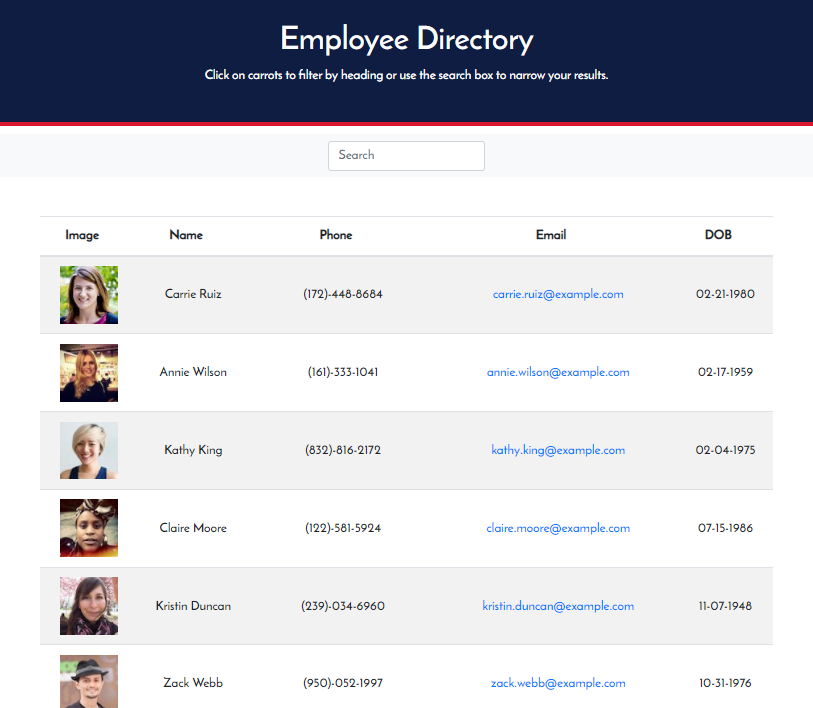 Employee Directory
Click on carrots to filter by heading or use the search box to narrow your results.
Search
Image Name Phone Email DOB
Carrie Ruiz (172)-448-8684 carrie.ruiz@example.com 02-21-1980
Annie Wilson (161)-333-1041 annie.wilson@example.com 02-17-1959
Kathy King (832)-816-2172 kathy.king@example.com 02-04-1975
Claire Moore (122)-581-5924 claire.moore@example.com 07-15-1986
Kristin Duncan (239)-034-6960 kristin.duncan@example.com 11-07-1948
Zack Webb (950)-052-1997 zack.webb@example.com 10-31-1976